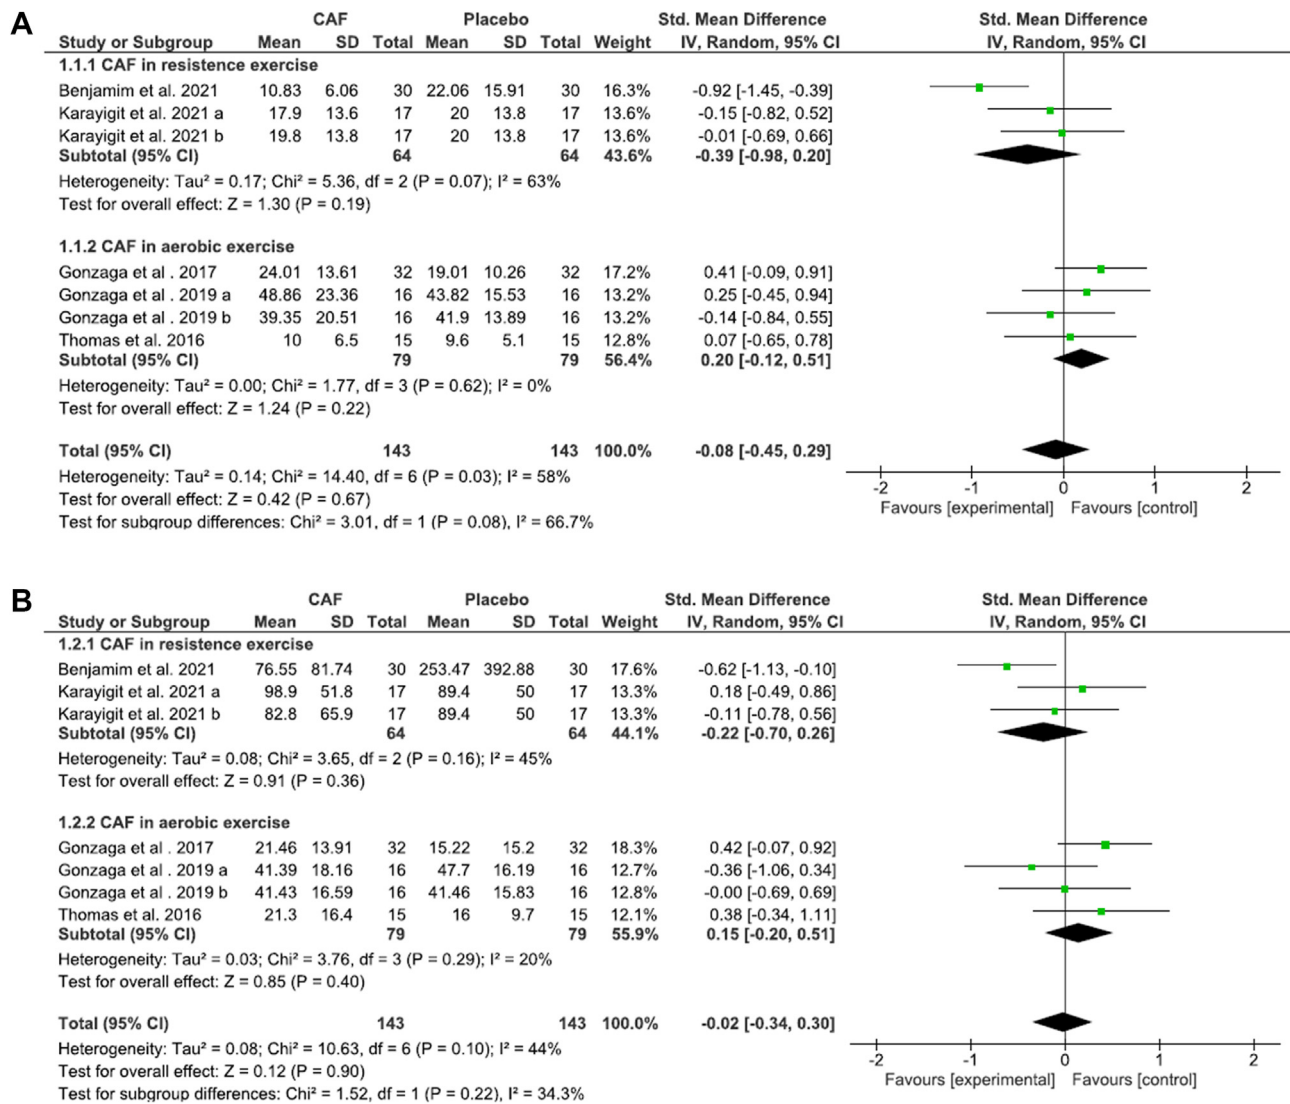 A
CAF Placebo Std. Mean Difference Std. Mean Difference
Study or Subgroup Mean SD Total Mean SD Total Weight IV, Random, 95% CI IV, Random, 95% CI
1.1.1 CAF in resistence exercise
Benjamim et al. 2021 10.83 6.06 30 22.06 15.91 30 16.3% -0.92 [-1.45, -0.39]
Karayigit et al. 2021 a 17.9 13.6 17 20 13.8 17 13.6% -0.15 [-0.82, 0.52]
Karayigit et al. 2021 b 19.8 13.8 17 20 13.8 17 13.6% -0.01 [-0.69, 0.66]
Subtotal (95% CI) 64 64 43.6% -0.39 [-0.98, 0.20]
Heterogeneity: Tau² = 0.17; Chi² = 5.36, df = 2 (P = 0.07); I² = 63%
Test for overall effect: Z = 1.30 (P = 0.19)
1.1.2 CAF in aerobic exercise
Gonzaga et al . 2017 24.01 13.61 32 19.01 10.26 32 17.2% 0.41 [-0.09, 0.91]
Gonzaga et al . 2019 a 48.86 23.36 16 43.82 15.53 16 13.2% 0.25 [-0.45, 0.94]
Gonzaga et al . 2019 b 39.35 20.51 16 41.9 13.89 16 13.2% -0.14 [-0.84, 0.55]
Thomas et al. 2016 10 6.5 15 9.6 5.1 15 12.8% 0.07 [-0.65, 0.78]
Subtotal (95% CI) 79 79 56.4% 0.20 [-0.12, 0.51]
Heterogeneity: Tau² = 0.00; Chi² = 1.77, df = 3 (P = 0.62); I² = 0%
Test for overall effect: Z = 1.24 (P = 0.22)
Total (95% CI) 143 143 100.0% -0.08 [-0.45, 0.29]
Heterogeneity: Tau² = 0.14; Chi² = 14.40, df = 6 (P = 0.03); I² = 58%
Test for overall effect: Z = 0.42 (P = 0.67)
Test for subgroup differences: Chi² = 3.01, df = 1 (P = 0.08), I² = 66.7%
-2 -1 0 1 2
Favours [experimental] Favours [control]
B
CAF Placebo Std. Mean Difference Std. Mean Difference
Study or Subgroup Mean SD Total Mean SD Total Weight IV, Random, 95% CI IV, Random, 95% CI
1.2.1 CAF in resistence exercise
Benjamim et al. 2021 76.55 81.74 30 253.47 392.88 30 17.6% -0.62 [-1.13, -0.10]
Karayigit et al. 2021 a 98.9 51.8 17 89.4 50 17 13.3% 0.18 [-0.49, 0.86]
Karayigit et al. 2021 b 82.8 65.9 17 89.4 50 17 13.3% -0.11 [-0.78, 0.56]
Subtotal (95% CI) 64 64 44.1% -0.22 [-0.70, 0.26]
Heterogeneity: Tau² = 0.08; Chi² = 3.65, df = 2 (P = 0.16); I² = 45%
Test for overall effect: Z = 0.91 (P = 0.36)
1.2.2 CAF in aerobic exercise
Gonzaga et al . 2017 21.46 13.91 32 15.22 15.2 32 18.3% 0.42 [-0.07, 0.92]
Gonzaga et al . 2019 a 41.39 18.16 16 47.7 16.19 16 12.7% -0.36 [-1.06, 0.34]
Gonzaga et al . 2019 b 41.43 16.59 16 41.46 15.83 16 12.8% -0.00 [-0.69, 0.69]
Thomas et al. 2016 21.3 16.4 15 16 9.7 15 12.1% 0.38 [-0.34, 1.11]
Subtotal (95% CI) 79 79 55.9% 0.15 [-0.20, 0.51]
Heterogeneity: Tau² = 0.03; Chi² = 3.76, df = 3 (P = 0.29); I² = 20%
Test for overall effect: Z = 0.85 (P = 0.40)
Total (95% CI) 143 143 100.0% -0.02 [-0.34, 0.30]
Heterogeneity: Tau² = 0.08; Chi² = 10.63, df = 6 (P = 0.10); I² = 44%
Test for overall effect: Z = 0.12 (P = 0.90)
Test for subgroup differences: Chi² = 1.52, df = 1 (P = 0.22), I² = 34.3%
-2 -1 0 1 2
Favours [experimental] Favours [control]